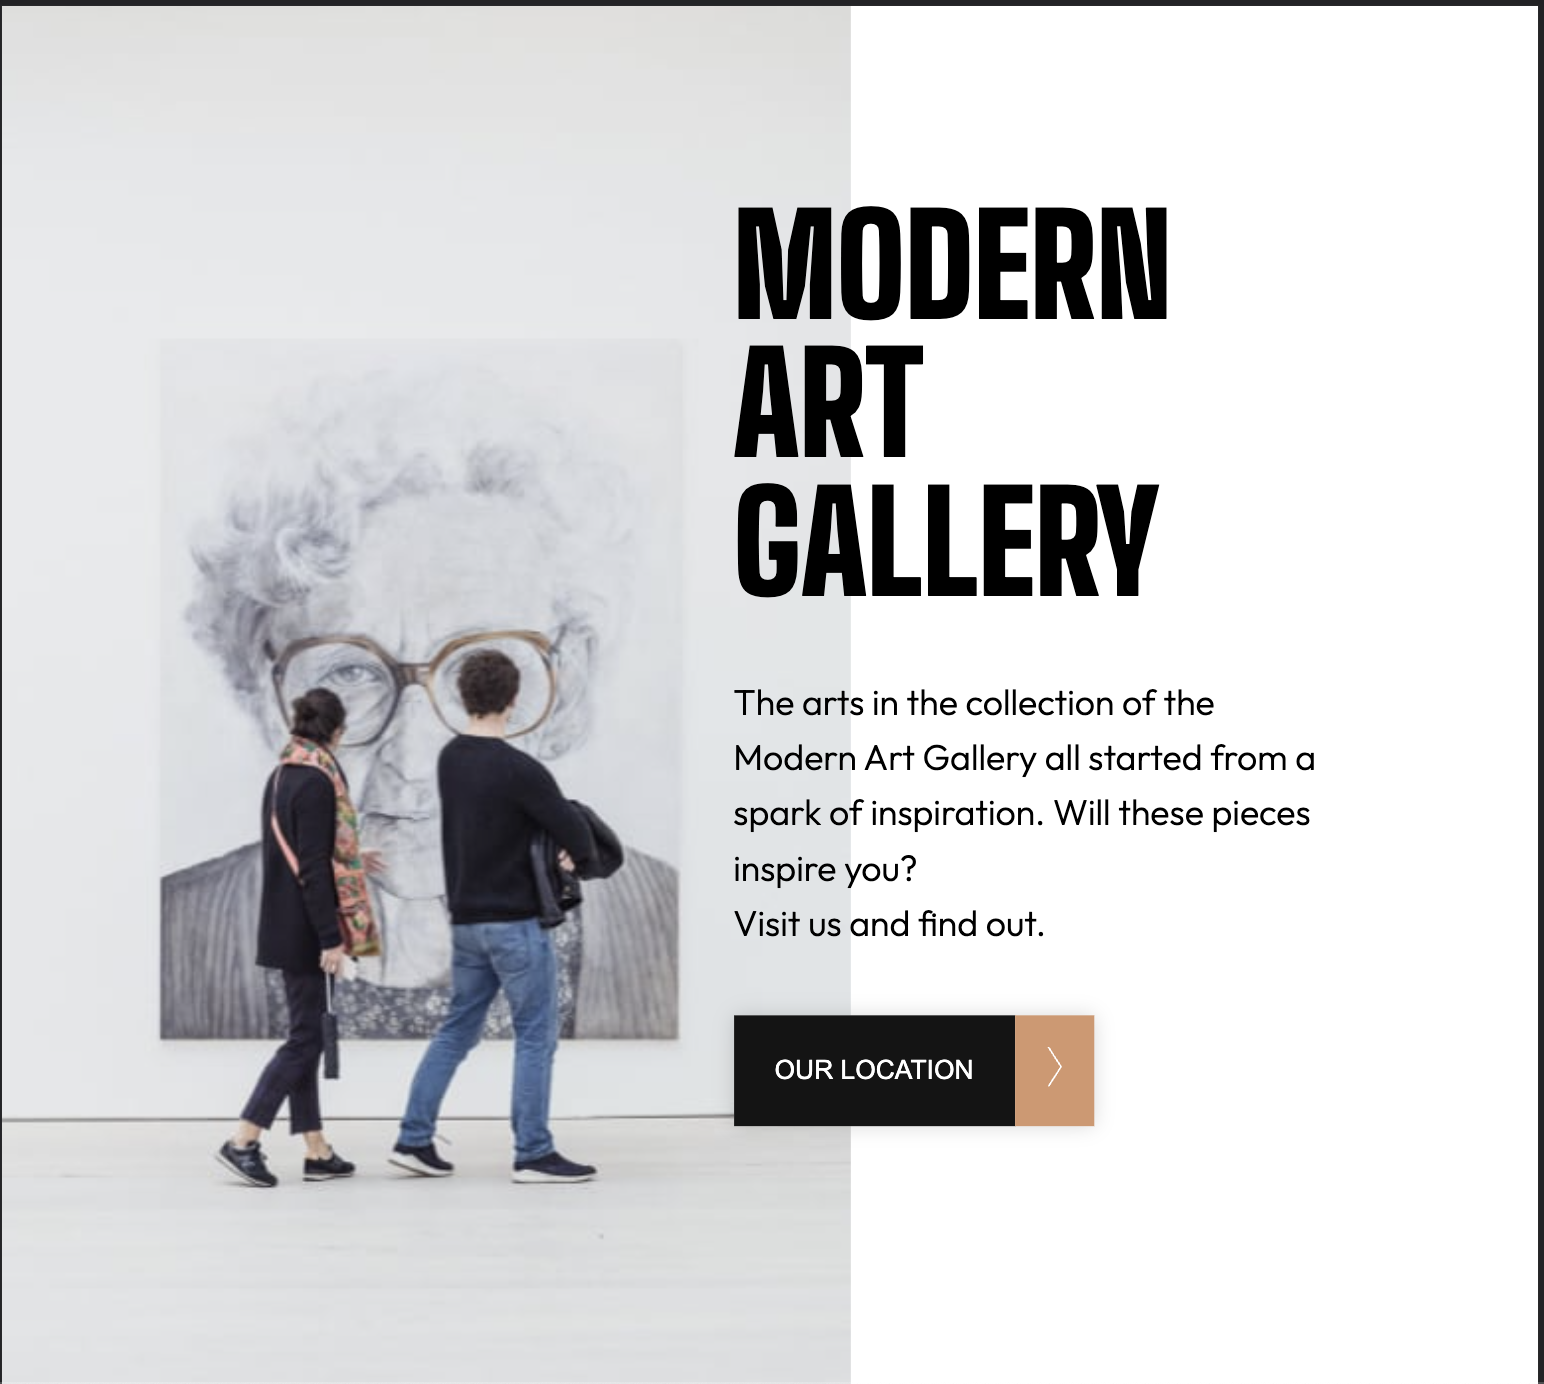 MODERN
ART
GALLERY
The arts in the collection of the
Modern Art Gallery all started from a
spark of inspiration. Will these pieces
inspire you?
Visit us and find out.
OUR LOCATION